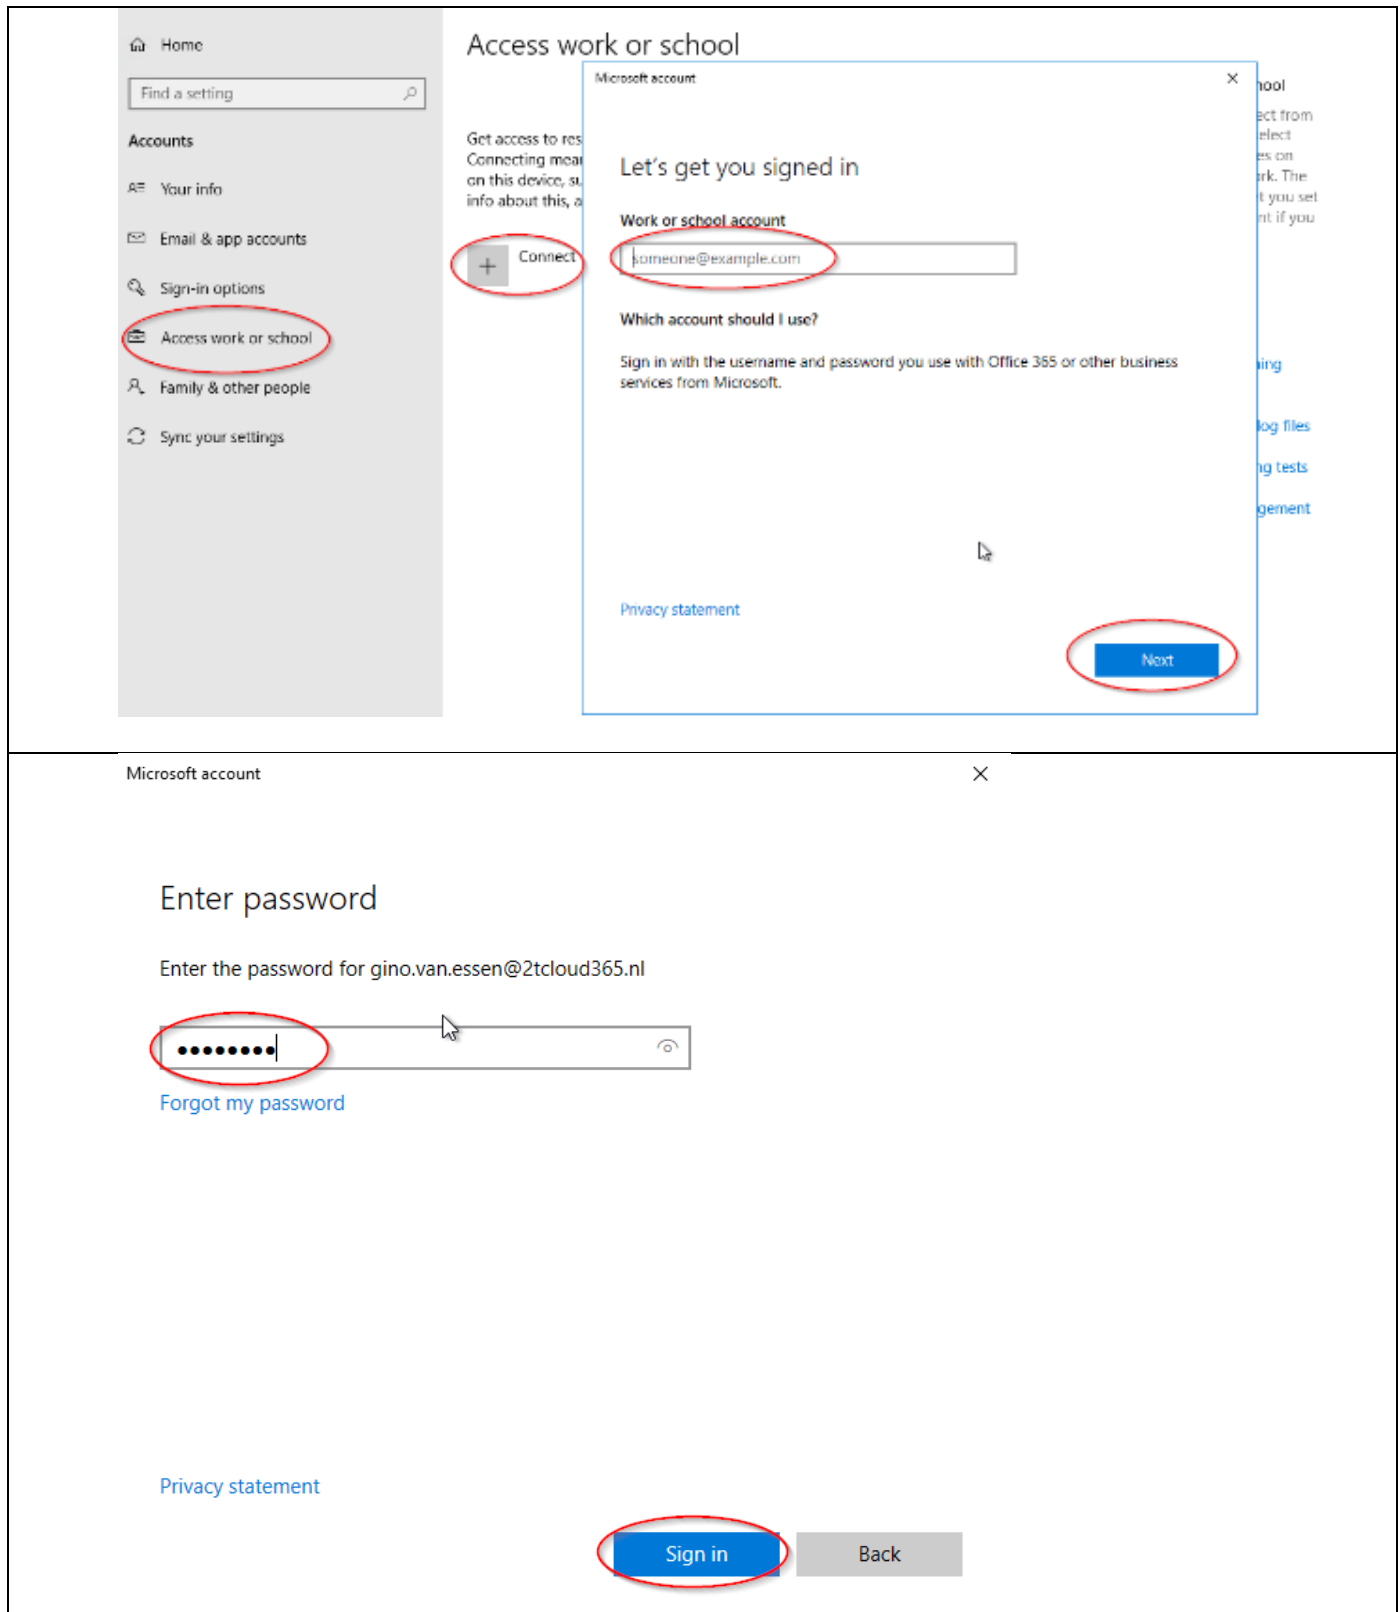 Home
Find a setting
Accounts
Your info
Email & app accounts
Sign-in options
Access work or school
Family & other people
Sync your settings
Access work or school
Get access to res
Connecting mea
on this device, su
info about this, a
Connect
Microsoft account
Let's get you signed in
Work or school account
someone@example.com
Which account should I use?
Sign in with the username and password you use with Office 365 or other business
services from Microsoft.
Privacy statement
Next
hool
ect from
elect
es on
rk. The
t you set
nt if you
ing
log files
ng tests
gement
Microsoft account
Enter password
Enter the password for gino.van.essen@2tcloud365.nl
Forgot my password
Privacy statement
Sign in
Back